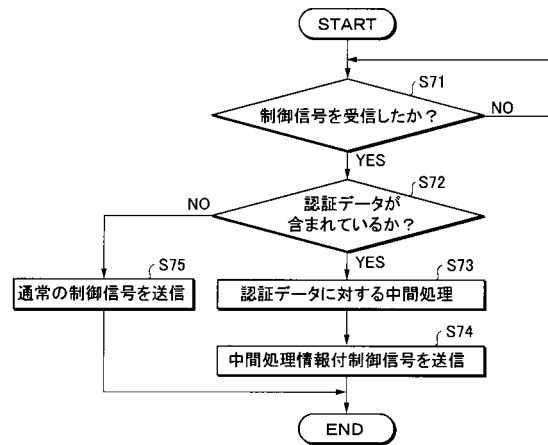 START
S71
制御信号を受信したか?
NO
YES
S72
NO
認証データが
含まれているか?
YES
S75
通常の制御信号を送信
S73
認証データに対する中間処理
S74
中間処理情報付制御信号を送信
END